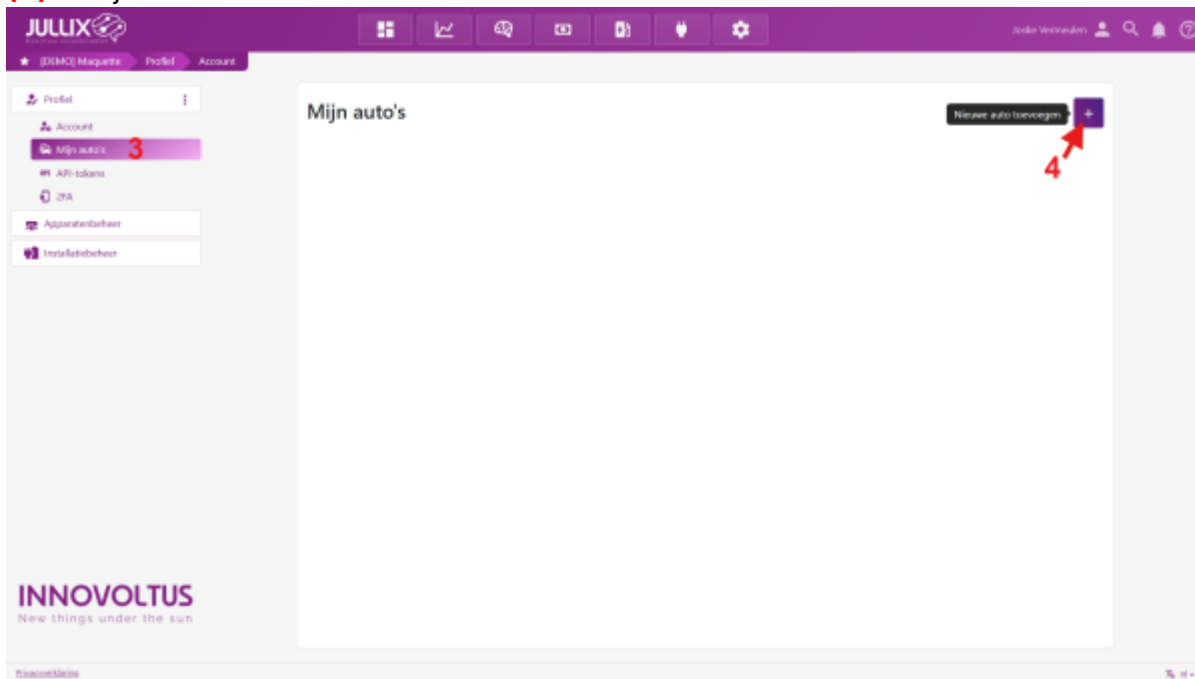 JULLIX
Joske Vermeulen
[DEMO] Maquette Profiel Account
Profiel
Account
Mijn auto's 3
API-tokens
2FA
Apparatenbeheer
Installatiebeheer
Mijn auto's
Nieuwe auto toevoegen +
4
INNOVOLTUS
New things under the sun
Privacyverklaring
nl